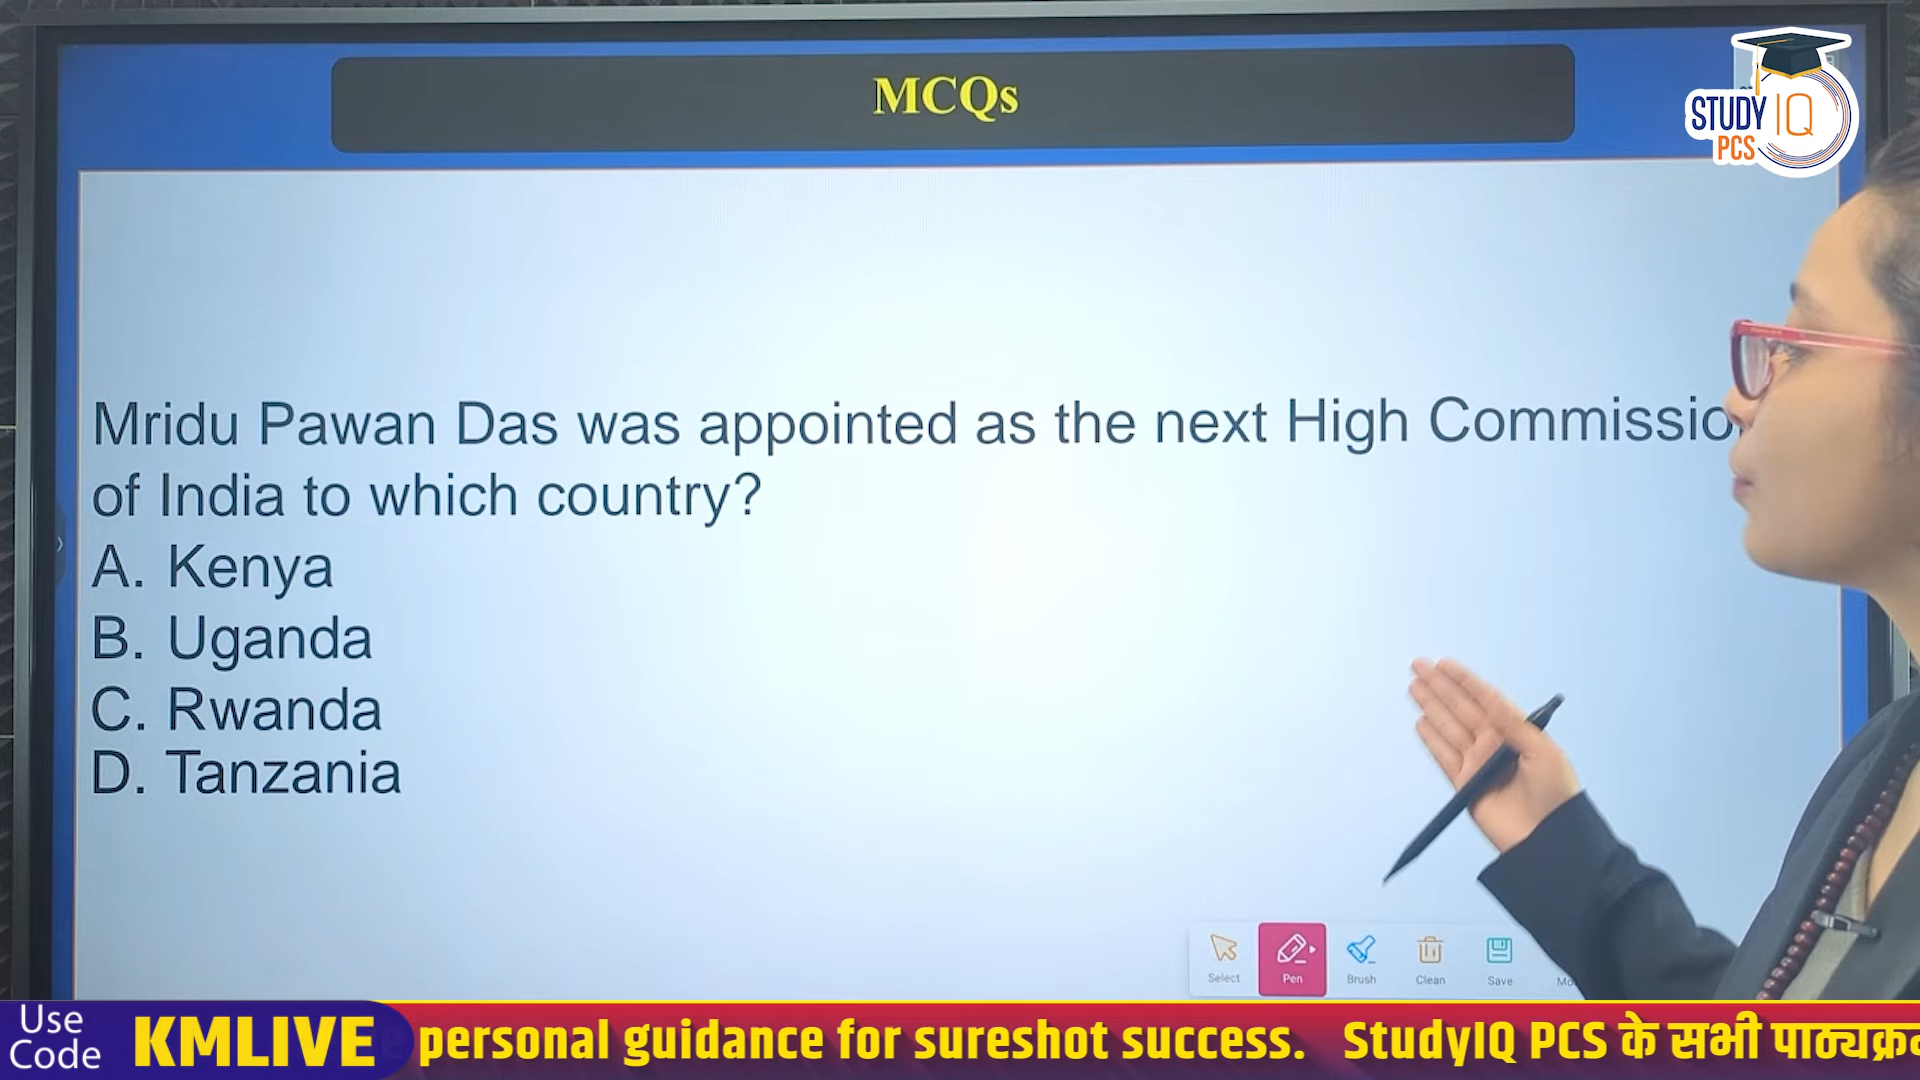 MCQs
STUDY IQ
PCS
Mridu Pawan Das was appointed as the next High
of India to which country?
A. Kenya
B. Uganda
C. Rwanda
D. Tanzania
Select Pen Brush Clean Save
Use
Code
KMLIVE
personal guidance for sureshot success. StudyIQ PCS के सभी